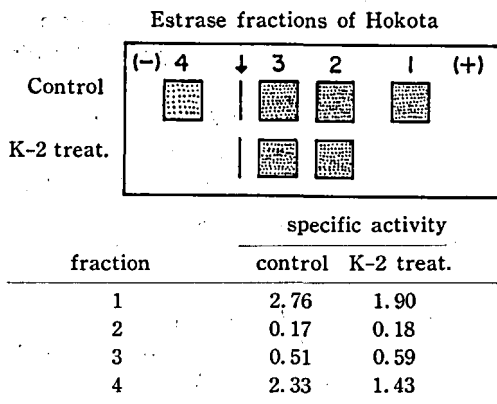 Estrase fractions of Hokota
(-) 4 ↓ 3 2 1 (+)
Control
K-2 treat.
specific activity
fraction control K-2 treat.
1 2.76 1.90
2 0.17 0.18
3 0.51 0.59
4 2.33 1.43